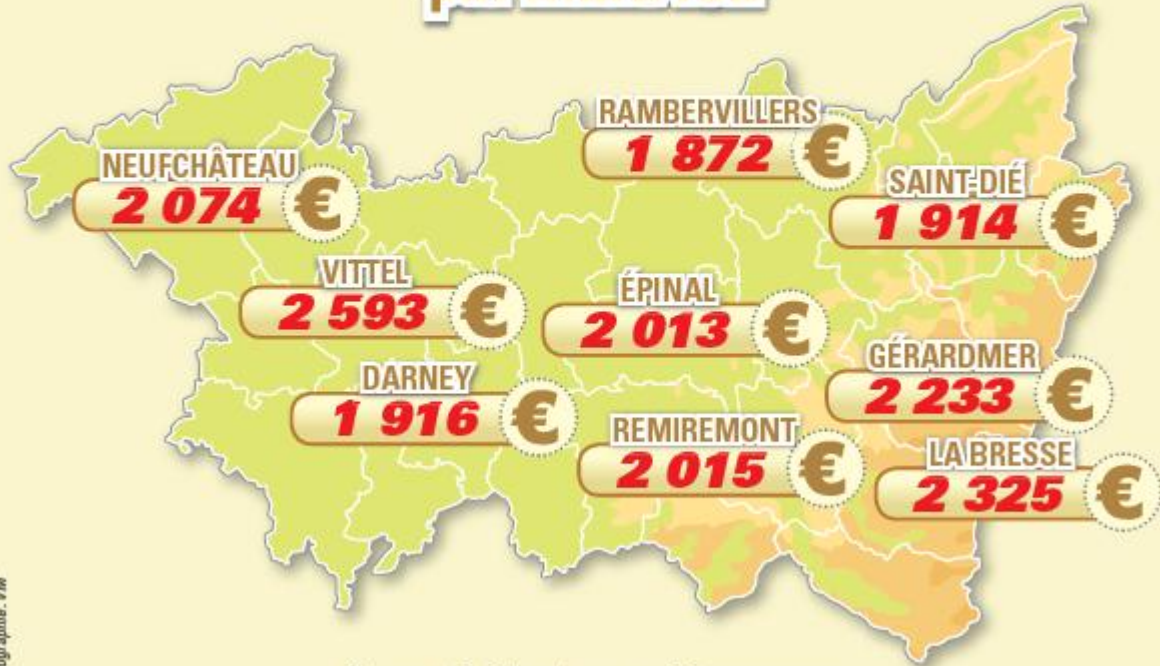 RAMBERVILLERS
1 872 €
NEUFCHÂTEAU
2 074 €
SAINT-DIÉ
1 914 €
VITTEL
2 593 €
ÉPINAL
2 013 €
GÉRARDMER
2 233 €
DARNEY
1 916 €
REMIREMONT
2 015 €
LA BRESSE
2 325 €